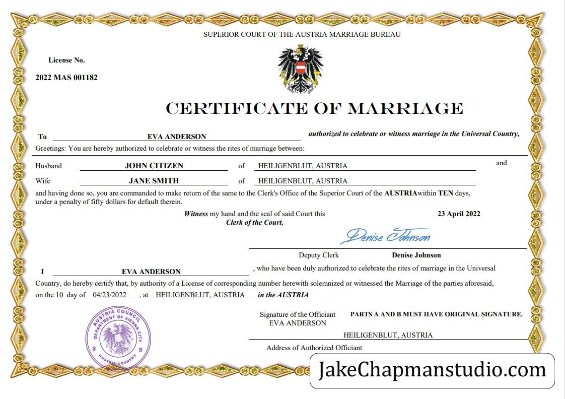 SUPERIOR COURT OF THE AUSTRIA MARRIAGE BUREAU
License No.
2022 MAS 001182
CERTIFICATE OF MARRIAGE
To EVA ANDERSON authorized to celebrate or witness marriage in the Universal Country,
Greetings: You are hereby authorized to celebrate or witness the rites of marriage between:
Husband JOHN CITIZEN of HEILIGENBLUT, AUSTRIA and
Wife JANE SMITH of HEILIGENBLUT, AUSTRIA
and having done so, you are commanded to make return of the same to the Clerk's Office of the Superior Court of the AUSTRIAwithin TEN days,
under a penalty of fifty dollars for default therein.
Witness my hand and the seal of said Court this 23 April 2022
Clerk of the Court,
Denise Johnson
Deputy Clerk Denise Johnson
I EVA ANDERSON , who have been duly authorized to celebrate the rites of marriage in the Universal
Country, do hereby certify that, by authority of a License of corresponding number herewith solemnized or witnessed the Marriage of the parties aforesaid,
on the 10 day of 04/23/2022 , at HEILIGENBLUT, AUSTRIA in the AUSTRIA
Signature of the Officiant PARTS A AND B MUST HAVE ORIGINAL SIGNATURE.
EVA ANDERSON
HEILIGENBLUT, AUSTRIA
Address of Authorized Officiant
AUSTRIA COUNCIL
JakeChapmanstudio.com